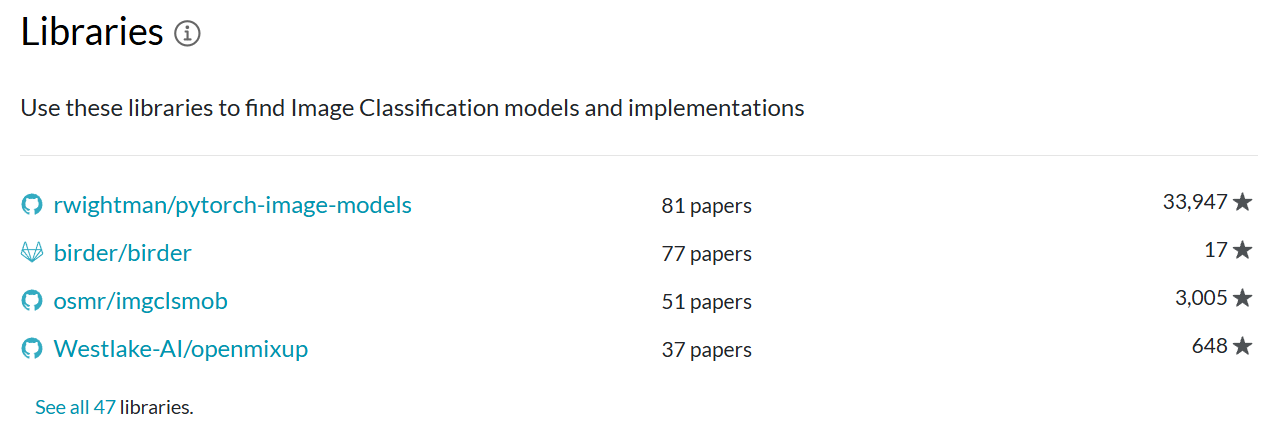 Libraries
Use these libraries to find Image Classification models and implementations
rwightman/pytorch-image-models 81 papers 33,947 ★
birder/birder 77 papers 17 ★
osmr/imgclsmob 51 papers 3,005 ★
Westlake-AI/openmixup 37 papers 648 ★
See all 47 libraries.